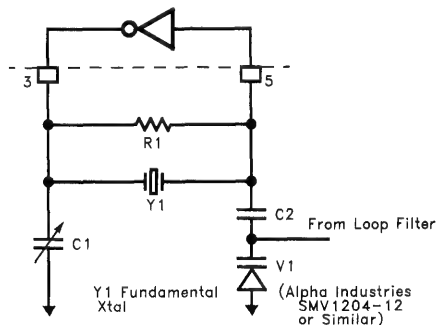 3
5
R1
Y1
C2
From Loop Filter
C1
V1
Y1 Fundamental
Xtal
(Alpha Industries
SMV1204-12
or Similar)